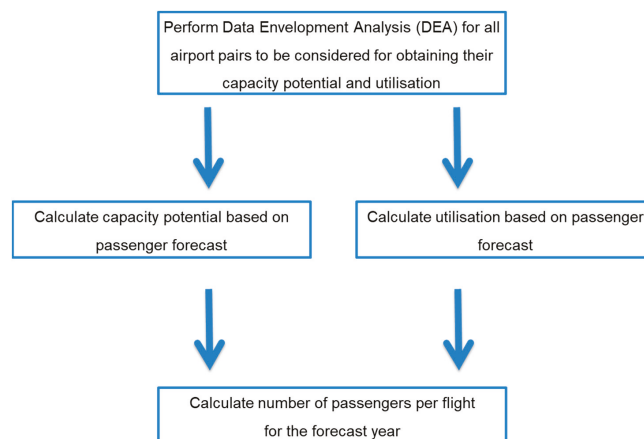 Perform Data Envelopment Analysis (DEA) for all
airport pairs to be considered for obtaining their
capacity potential and utilisation
Calculate capacity potential based on
passenger forecast
Calculate utilisation based on passenger
forecast
Calculate number of passengers per flight
for the forecast year